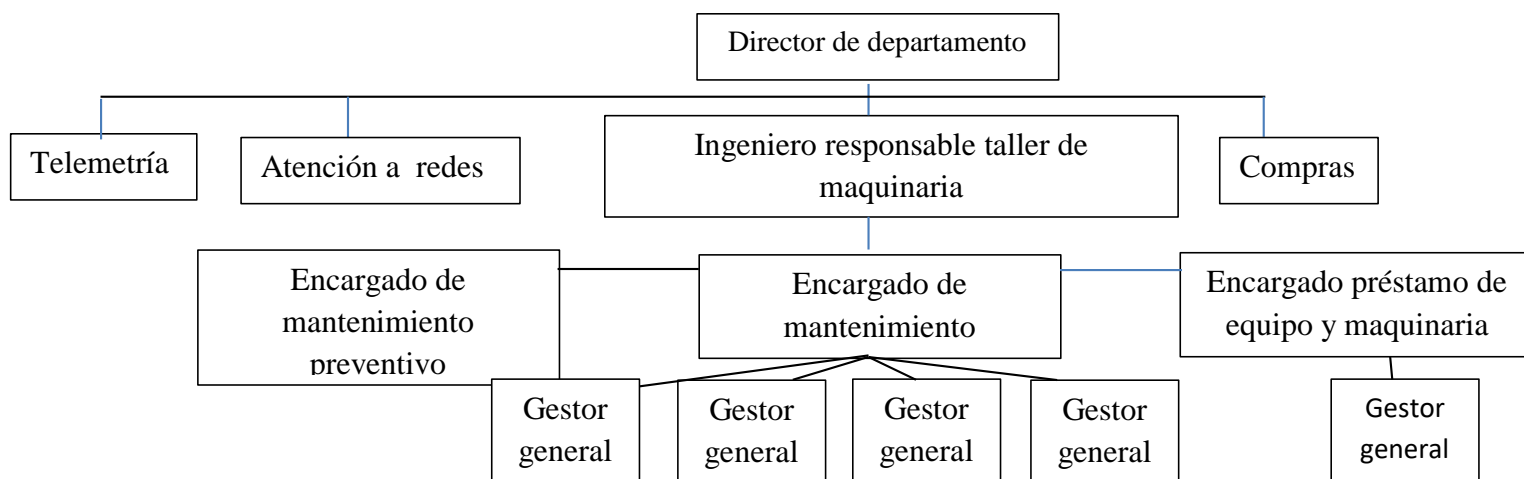 Director de departamento
Telemetría
Atención a redes
Ingeniero responsable taller de
maquinaria
Compras
Encargado de
mantenimiento
preventivo
Encargado de
mantenimiento
Encargado préstamo de
equipo y maquinaria
Gestor
general
Gestor
general
Gestor
general
Gestor
general
Gestor
general